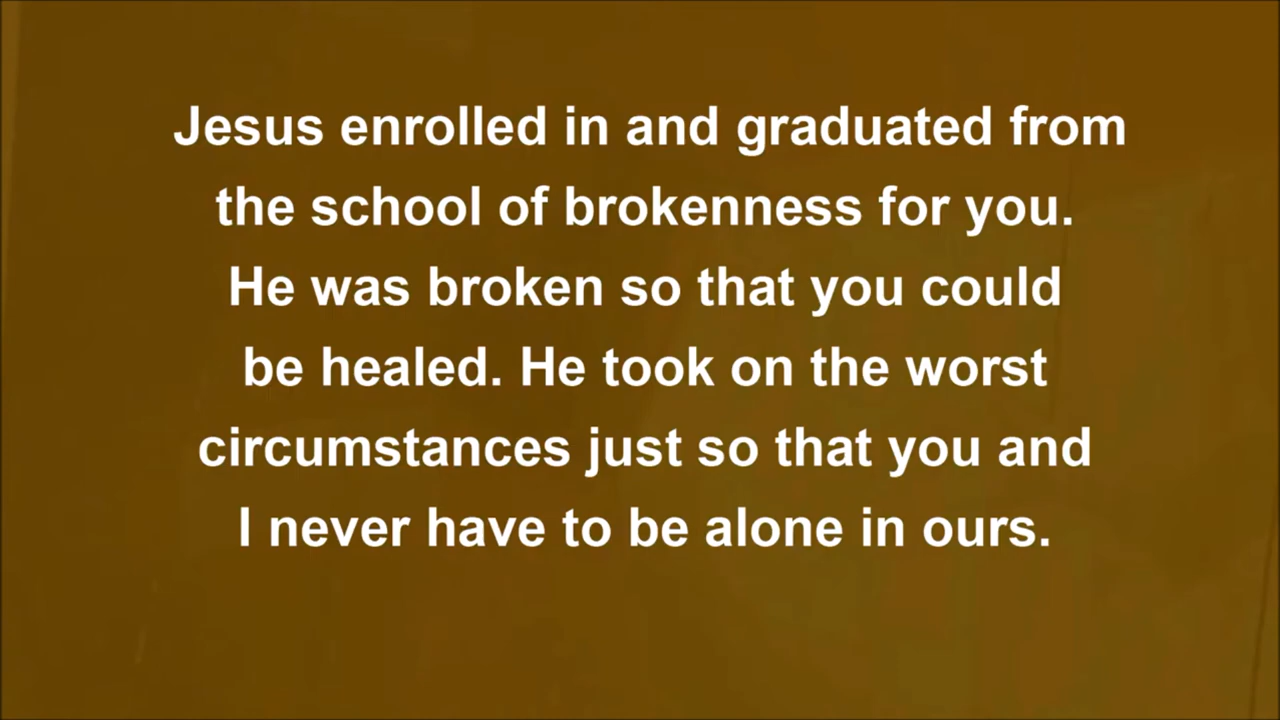 Jesus enrolled in and graduated from
the school of brokenness for you.
He was broken so that you could
be healed. He took on the worst
circumstances just so that you and
I never have to be alone in ours.